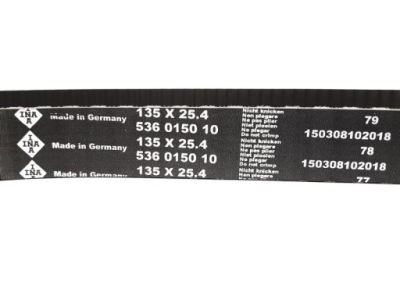 INA Made in Germany 135 X 25.4 Nicht knicken
Non plegare
Ne pas plier 79
536 0150 10 Niet plooien
No plegar
Do not crimp 150308102018
INA Made in Germany 135 X 25.4 Nicht knicken
Non plegare
Ne pas plier 78
536 0150 10 Niet plooien
No plegar
Do not crimp 150308102018
INA Made in Germany 135 X 25.4 Nicht knicken
Non plegare
77